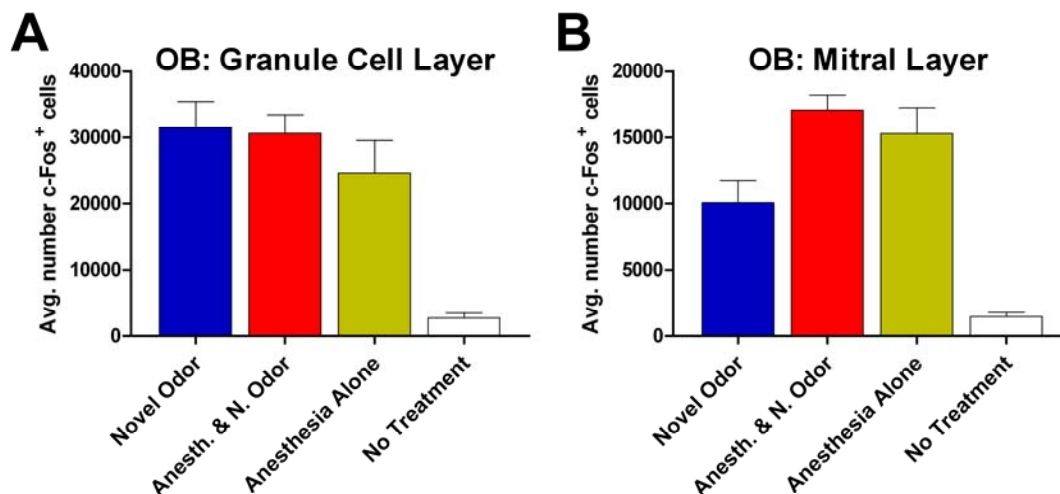 A
OB: Granule Cell Layer
Avg. number c-Fos + cells
40000
30000
20000
10000
0
Novel Odor
Anesth. & N. Odor
Anesthesia Alone
No Treatment
B
OB: Mitral Layer
Avg. number c-Fos + cells
20000
15000
10000
5000
0
Novel Odor
Anesth. & N. Odor
Anesthesia Alone
No Treatment